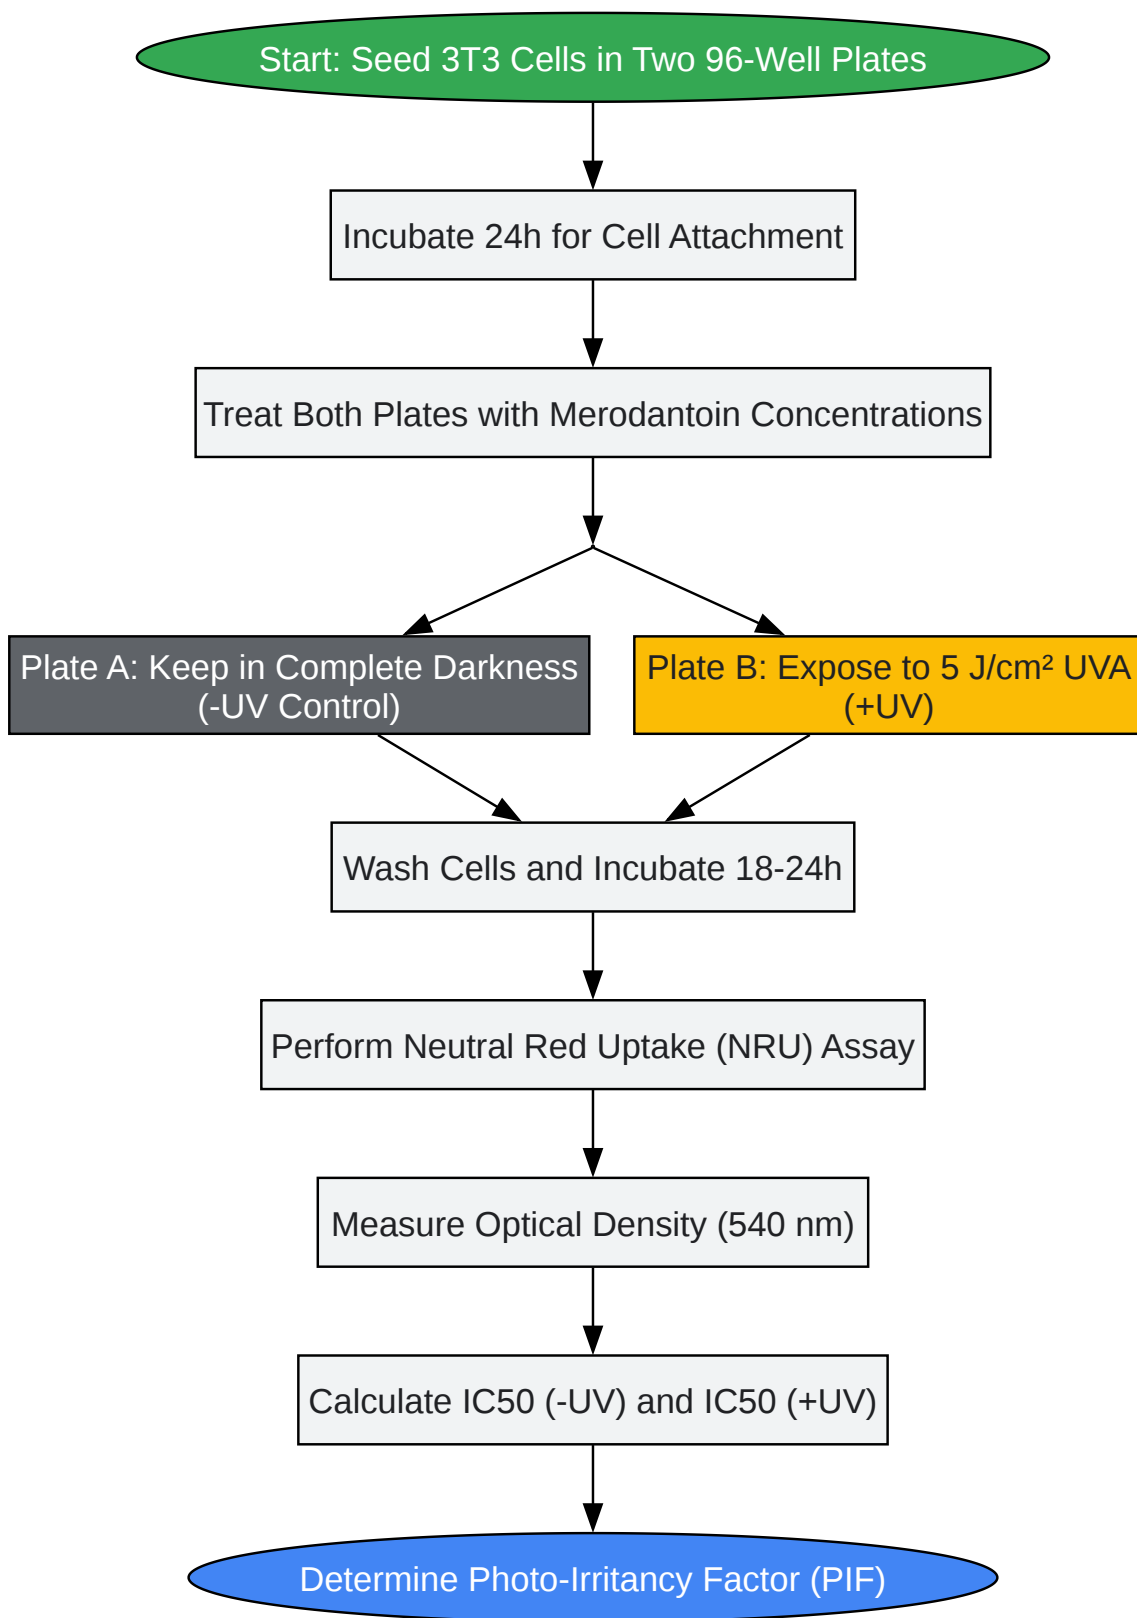 Start: Seed 3T3 Cells in Two 96-Well Plates
Incubate 24h for Cell Attachment
Treat Both Plates with Merodantoin Concentrations
Plate A: Keep in Complete Darkness
(-UV Control)
Plate B: Expose to 5 J/cm² UVA
(+UV)
Wash Cells and Incubate 18-24h
Perform Neutral Red Uptake (NRU) Assay
Measure Optical Density (540 nm)
Calculate IC50 (-UV) and IC50 (+UV)
Determine Photo-Irritancy Factor (PIF)